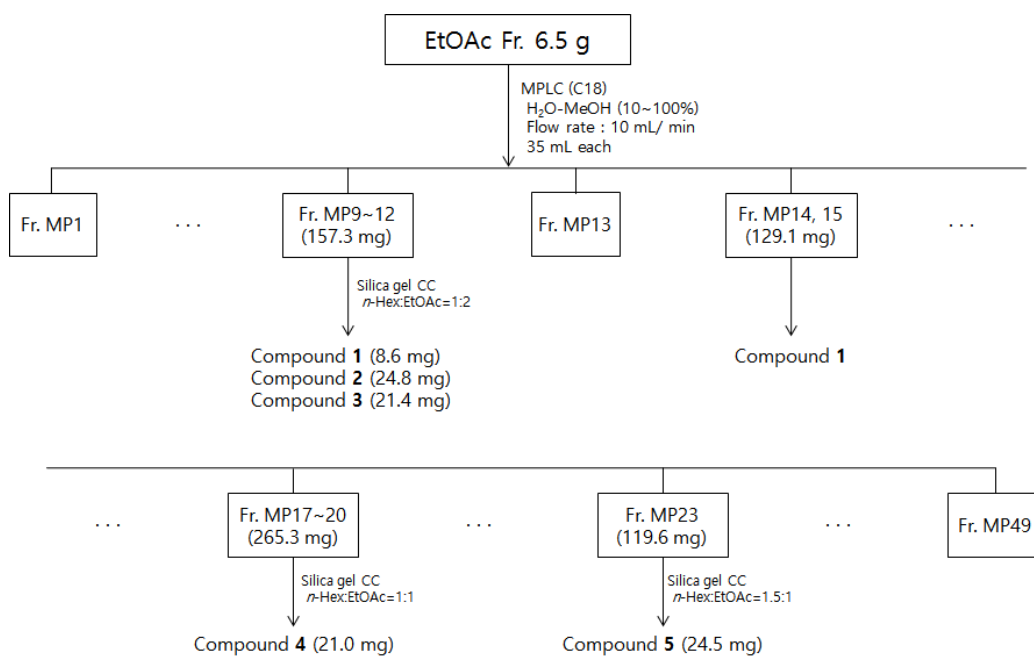 EtOAc Fr. 6.5 g
MPLC (C18)
H₂O-MeOH (10~100%)
Flow rate : 10 mL/ min
35 mL each
Fr. MP1
. . .
Fr. MP9~12
(157.3 mg)
Fr. MP13
Fr. MP14, 15
(129.1 mg)
. . .
Silica gel CC
n-Hex:EtOAc=1:2
Compound 1 (8.6 mg)
Compound 2 (24.8 mg)
Compound 3 (21.4 mg)
Compound 1
. . .
Fr. MP17~20
(265.3 mg)
. . .
Fr. MP23
(119.6 mg)
. . .
Fr. MP49
Silica gel CC
n-Hex:EtOAc=1:1
Silica gel CC
n-Hex:EtOAc=1.5:1
Compound 4 (21.0 mg)
Compound 5 (24.5 mg)